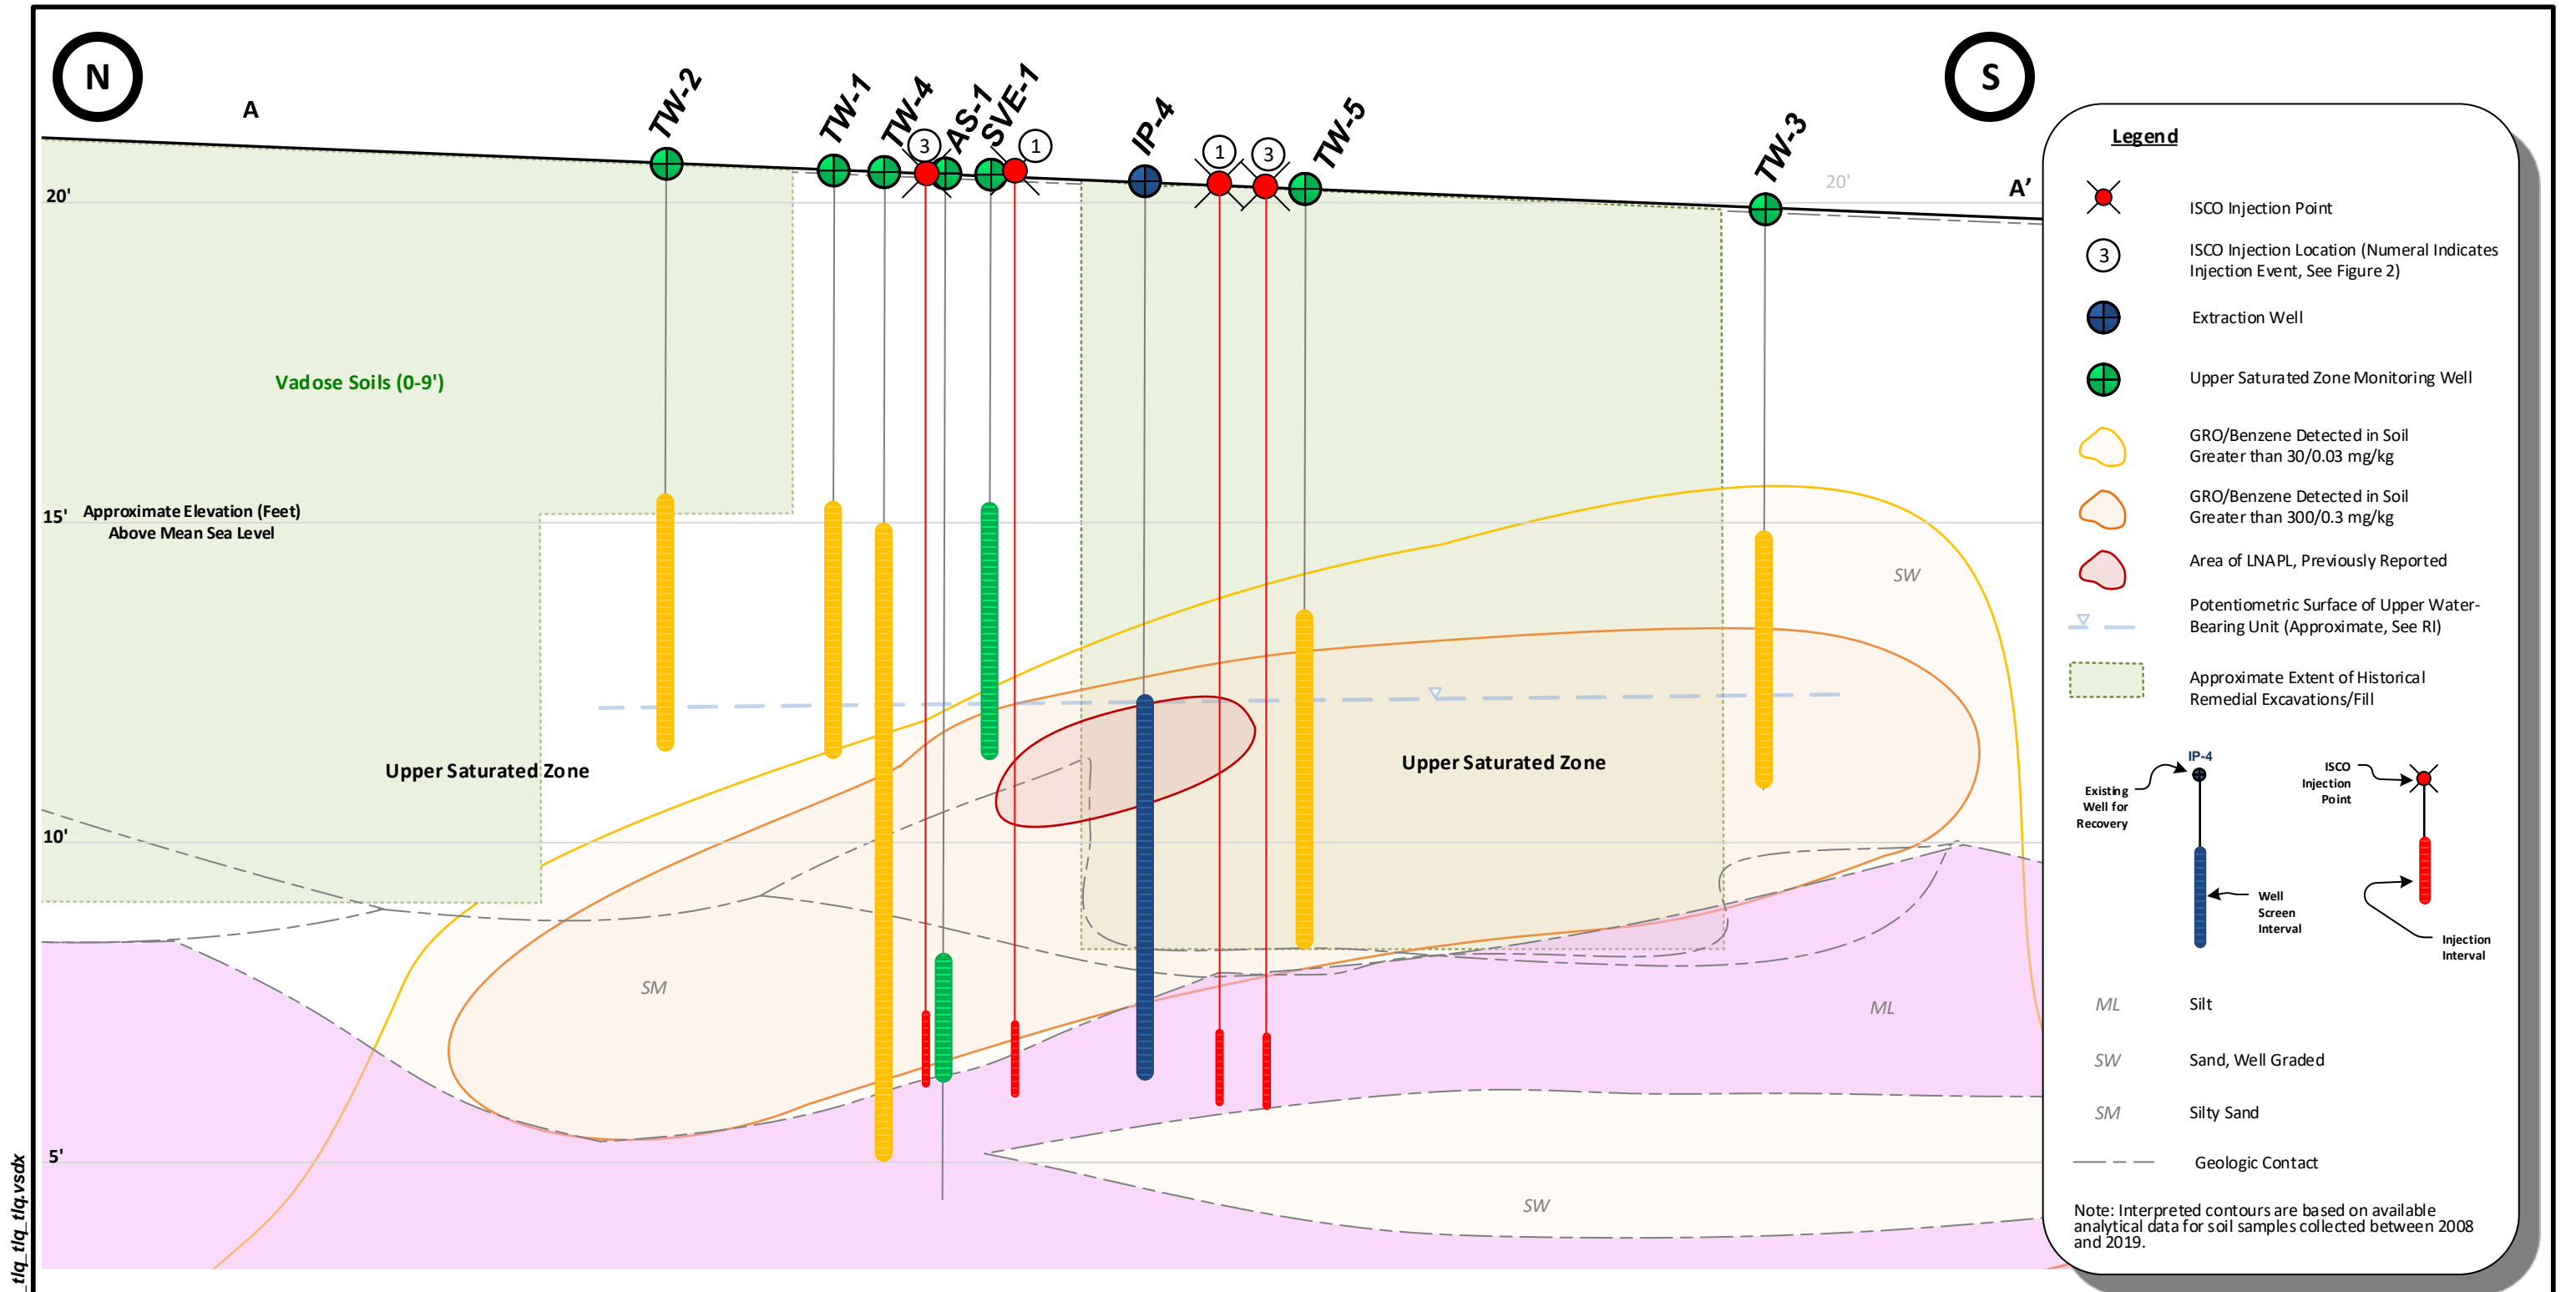 N
S
A
TW-2
TW-1
TW-4
AS-1
SVE-1
IP-4
TW-5
TW-3
3
1
1
3
20'
20'
A’
Vadose Soils (0-9')
15'
Approximate Elevation (Feet)
Above Mean Sea Level
SW
Upper Saturated Zone
Upper Saturated Zone
10'
SM
ML
5'
SW
_tlq_tlq_tlq.vsdx
Legend
ISCO Injection Point
3
ISCO Injection Location (Numeral Indicates
Injection Event, See Figure 2)
Extraction Well
Upper Saturated Zone Monitoring Well
GRO/Benzene Detected in Soil
Greater than 30/0.03 mg/kg
GRO/Benzene Detected in Soil
Greater than 300/0.3 mg/kg
Area of LNAPL, Previously Reported
Potentiometric Surface of Upper Water-
Bearing Unit (Approximate, See RI)
Approximate Extent of Historical
Remedial Excavations/Fill
IP-4
Existing
Well for
Recovery
Well
Screen
Interval
ISCO
Injection
Point
Injection
Interval
ML
Silt
SW
Sand, Well Graded
SM
Silty Sand
Geologic Contact
Note: Interpreted contours are based on available
analytical data for soil samples collected between 2008
and 2019.